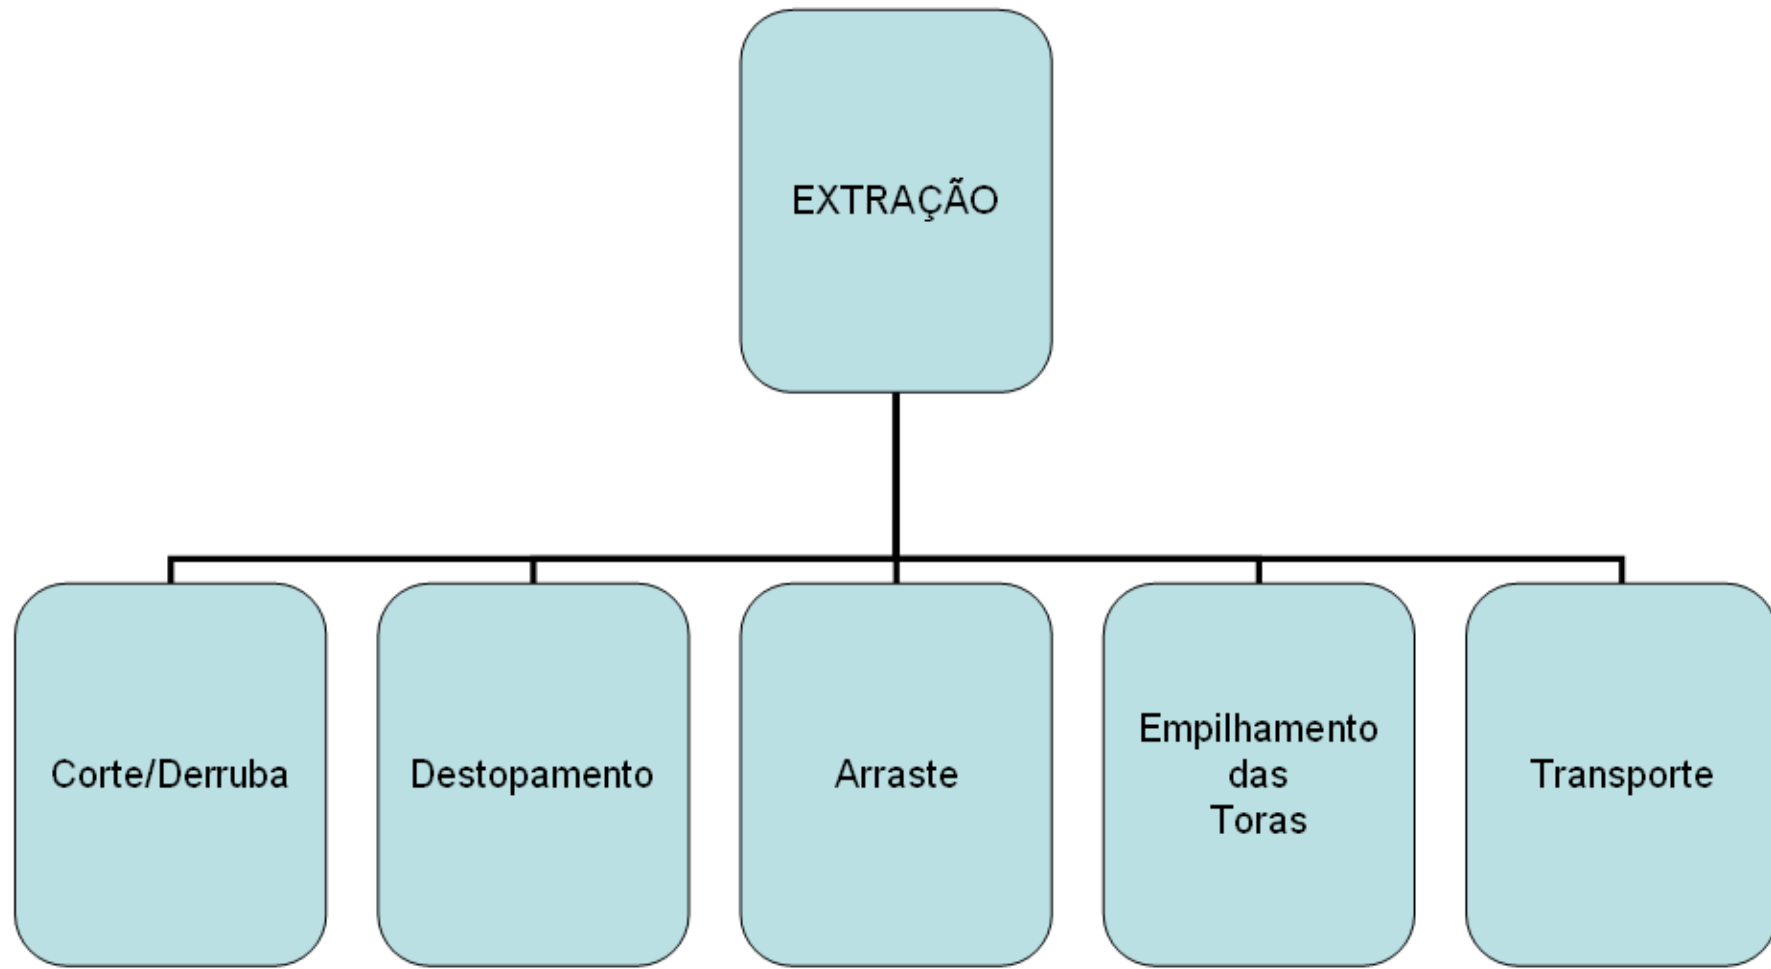 EXTRAÇÃO
Corte/Derruba
Destopamento
Arraste
Empilhamento
das
Toras
Transporte